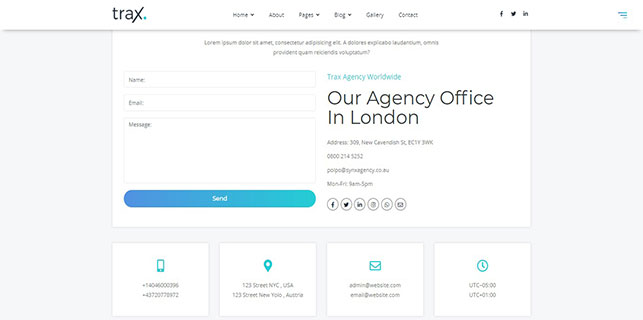 trax.
Home About Pages Blog Gallery Contact
Lorem ipsum dolor sit amet, consectetur adipisicing elit. A dolores explicabo laudantium, omnis
provident quam reiciendis voluptatum?
Name:
Email:
Message:
Send
Trax Agency Worldwide
Our Agency Office
In London
Address: 309, New Cavendish St, EC1Y 3WK
0800 214 5252
polpo@synxagency.co.au
Mon-Fri: 9am-5pm
+14046000396
+43720778972
123 Street NYC , USA
123 Street New Yolo , Austria
admin@website.com
email@website.com
UTC−05:00
UTC+01:00